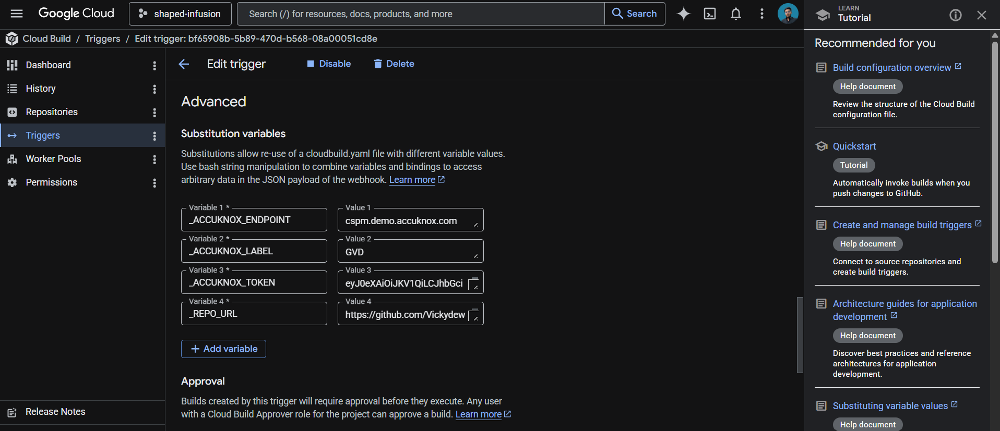 Google Cloud
shaped-infusion
Search (/) for resources, docs, products, and more
Search
LEARN
Tutorial
Cloud Build / Triggers / Edit trigger: bf65908b-5b89-470d-b568-08a00051cd8e
Dashboard
History
Repositories
Triggers
Worker Pools
Permissions
Release Notes
Edit trigger
Disable
Delete
Advanced
Substitution variables
Substitutions allow re-use of a cloudbuild.yaml file with different variable values.
Use bash string manipulation to combine variables and bindings to access
arbitrary data in the JSON payload of the webhook. Learn more
Variable 1 *
_ACCUKNOX_ENDPOINT
Value 1
cspm.demo.accuknox.com
Variable 2 *
_ACCUKNOX_LABEL
Value 2
GVD
Variable 3 *
_ACCUKNOX_TOKEN
Value 3
eyJ0eXAiOiJKV1QiLCJhbGci
Variable 4 *
_REPO_URL
Value 4
https://github.com/Vickydew
+ Add variable
Approval
Builds created by this trigger will require approval before they execute. Any user
with a Cloud Build Approver role for the project can approve a build. Learn more
Recommended for you
Build configuration overview
Help document
Review the structure of the Cloud Build
configuration file.
Quickstart
Tutorial
Automatically invoke builds when you
push changes to GitHub.
Create and manage build triggers
Help document
Connect to source repositories and
create build triggers.
Architecture guides for application
development
Help document
Discover best practices and reference
architectures for application
development.
Substituting variable values
Help document